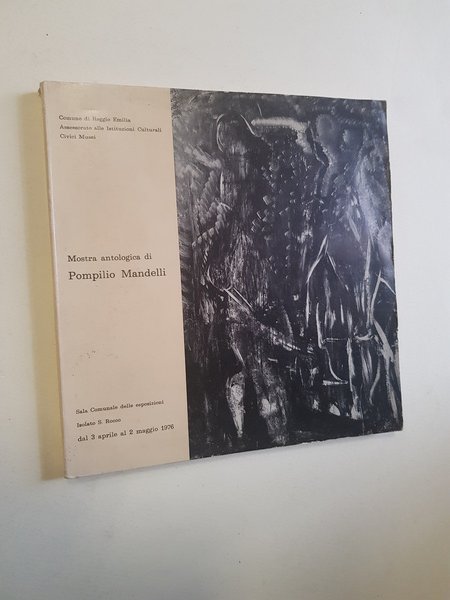 Comune di Reggio Emilia
Assessorato alle Istituzioni Culturali
Civici Musei
Mostra antologica di
Pompilio Mandelli
Sala Comunale delle esposizioni
Isolato S. Rocco
dal 3 aprile al 2 maggio 1976